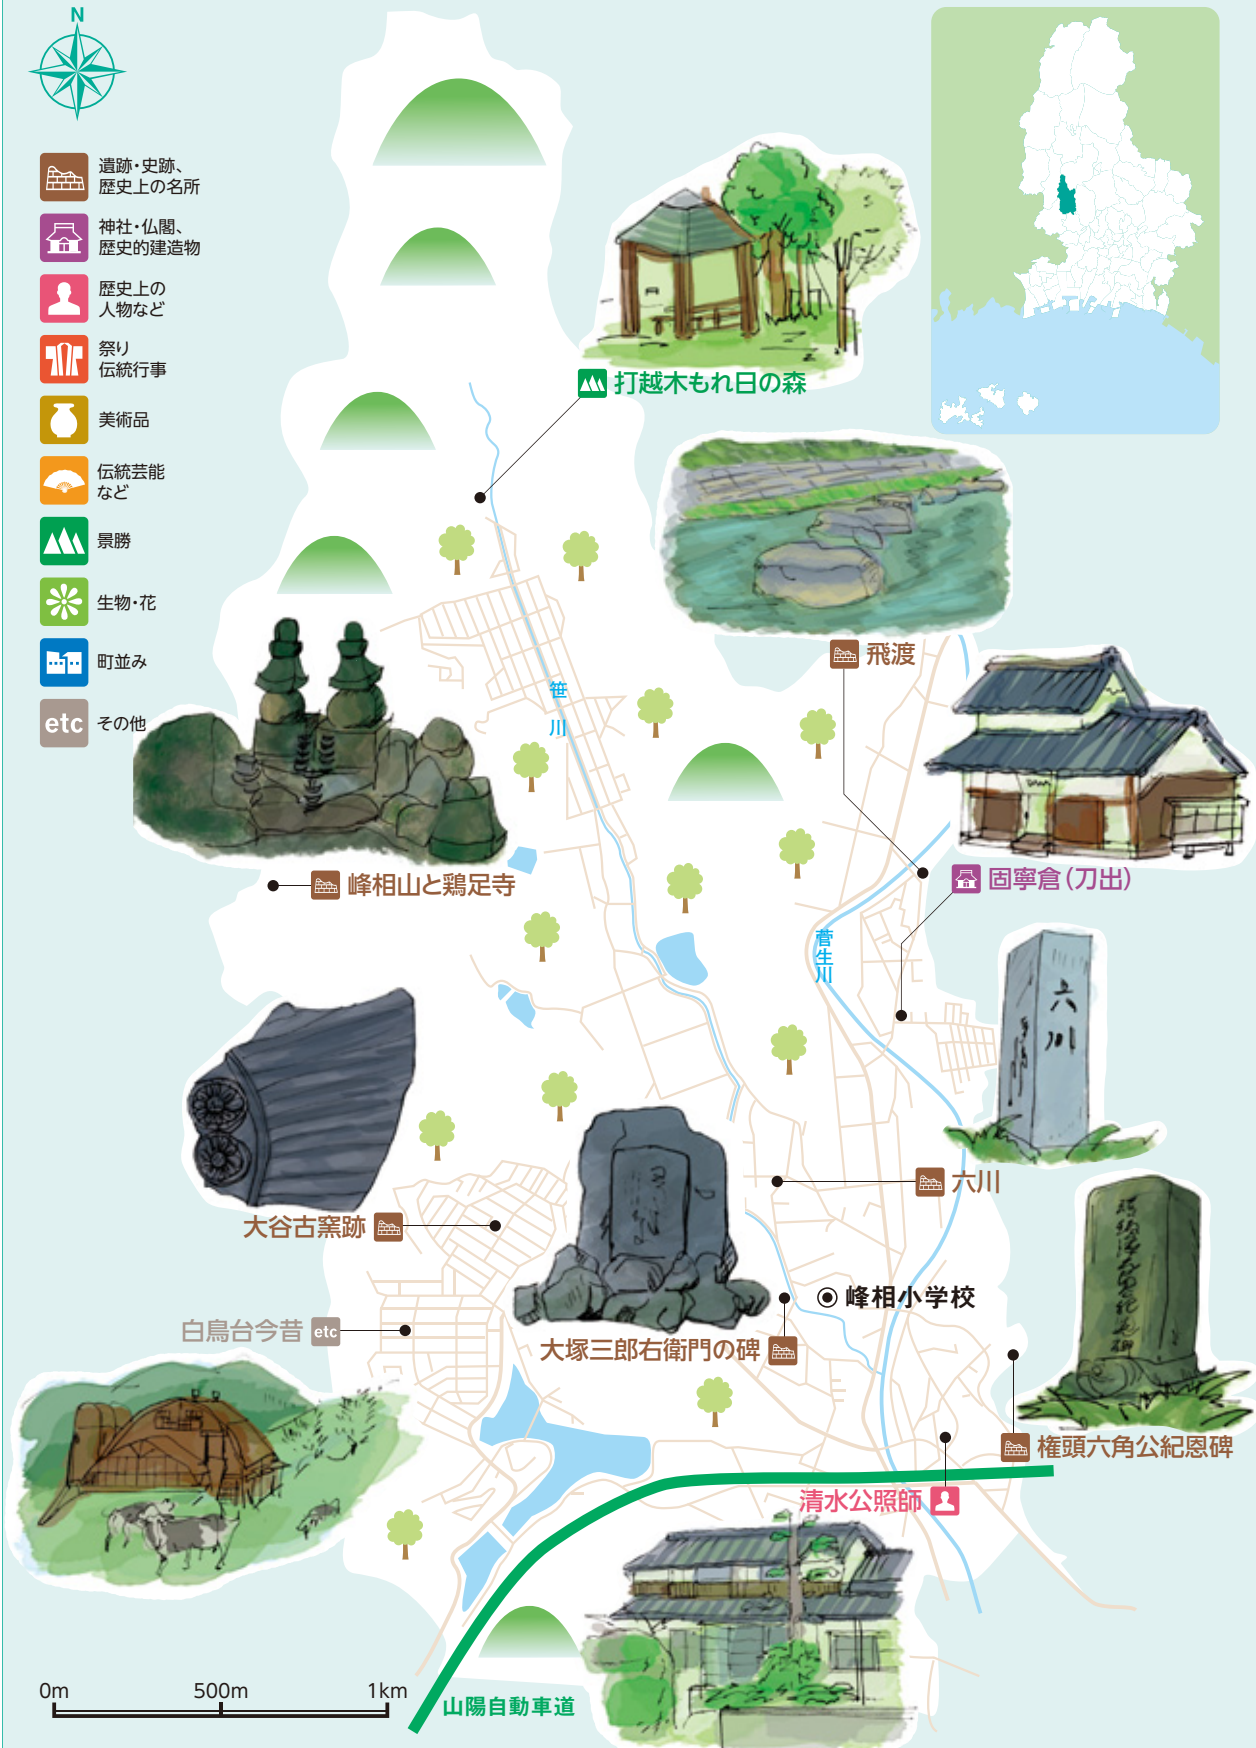 N
遺跡・史跡、
歴史上の名所
神社・仏閣、
歴史的建造物
歴史上の
人物など
祭り
伝統行事
美術品
伝統芸能
など
景勝
生物・花
町並み
etc その他
打越木もれ日の森
飛渡
笹川
峰相山と鶏足寺
固寧倉（刀出）
菅生川
六川
六川
大谷古窯跡
峰相小学校
白鳥台今昔 etc
大塚三郎右衛門の碑
権頭六角公紀恩碑
清水公照師
山陽自動車道
0m 500m 1km